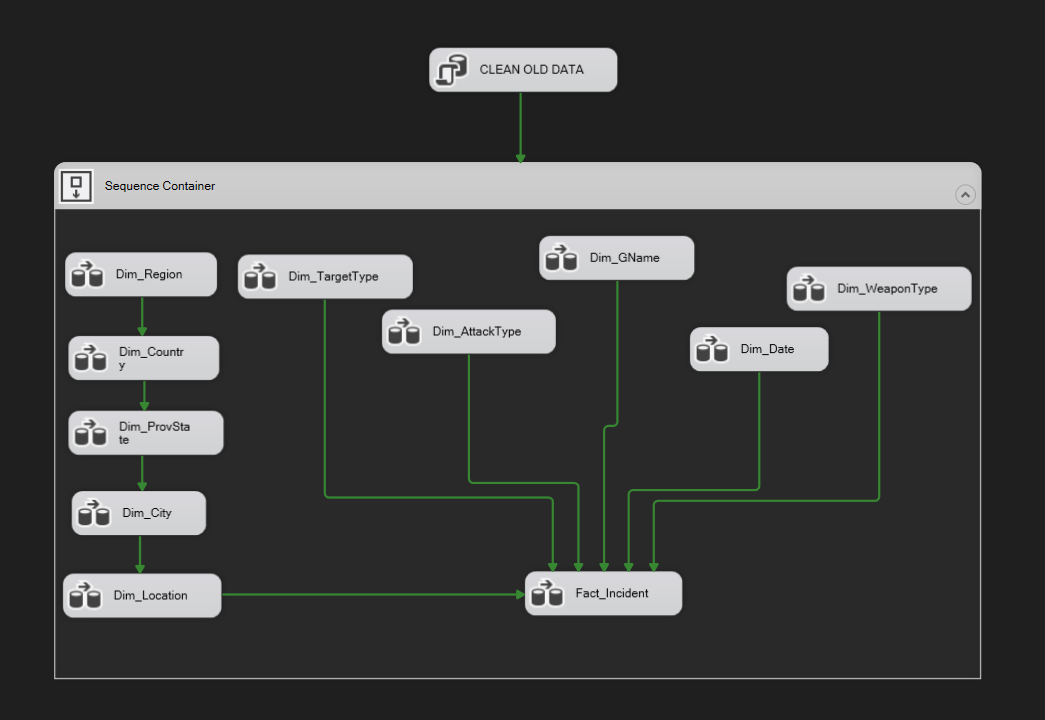 CLEAN OLD DATA
Sequence Container
Dim_Region
Dim_TargetType
Dim_GName
Dim_WeaponType
Dim_AttackType
Dim_Countr
y
Dim_Date
Dim_ProvSta
te
Dim_City
Dim_Location
Fact_Incident